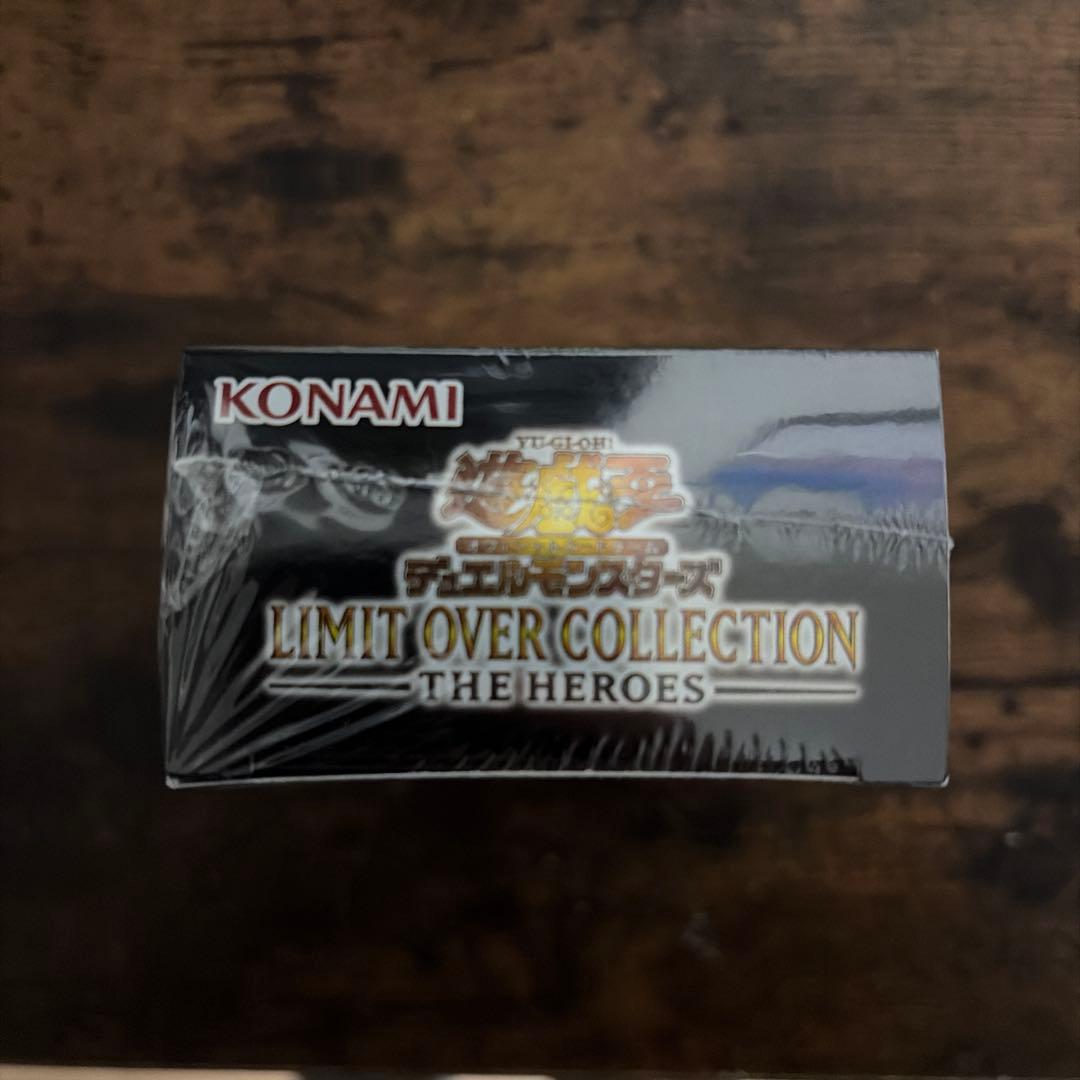 KONAMI
YU-GI-OH!
遊戯王
デュエルモンスターズ
LIMIT OVER COLLECTION
THE HEROES